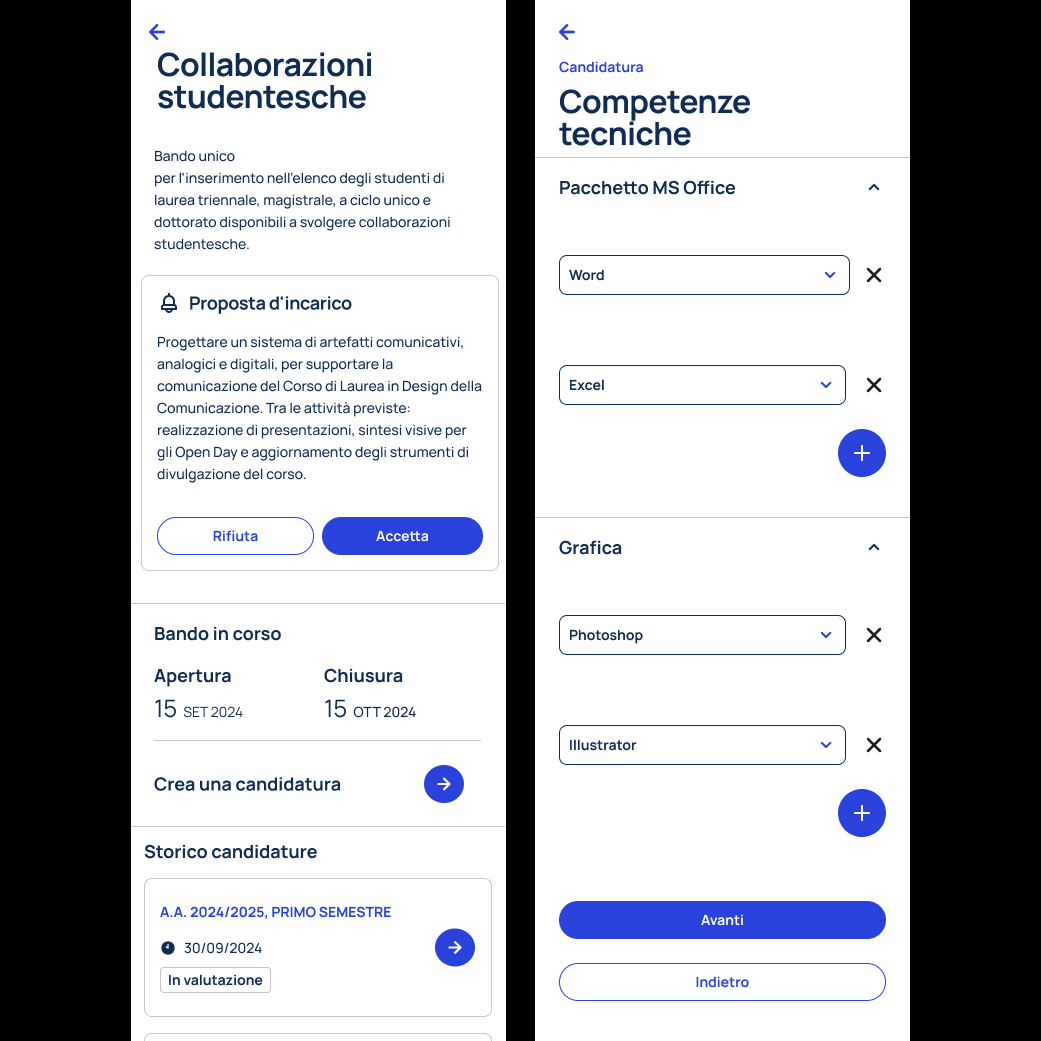 Collaborazioni
studentesche
Bando unico
per l'inserimento nell'elenco degli studenti di
laurea triennale, magistrale, a ciclo unico e
dottorato disponibili a svolgere collaborazioni
studentesche.
Proposta d'incarico
Progettare un sistema di artefatti comunicativi,
analogici e digitali, per supportare la
comunicazione del Corso di Laurea in Design della
Comunicazione. Tra le attività previste:
realizzazione di presentazioni, sintesi visive per
gli Open Day e aggiornamento degli strumenti di
divulgazione del corso.
Rifiuta
Accetta
Bando in corso
Apertura
15 SET 2024
Chiusura
15 OTT 2024
Crea una candidatura
Storico candidature
A.A. 2024/2025, PRIMO SEMESTRE
30/09/2024
In valutazione
Candidatura
Competenze
tecniche
Pacchetto MS Office
Word
Excel
Grafica
Photoshop
Illustrator
Avanti
Indietro